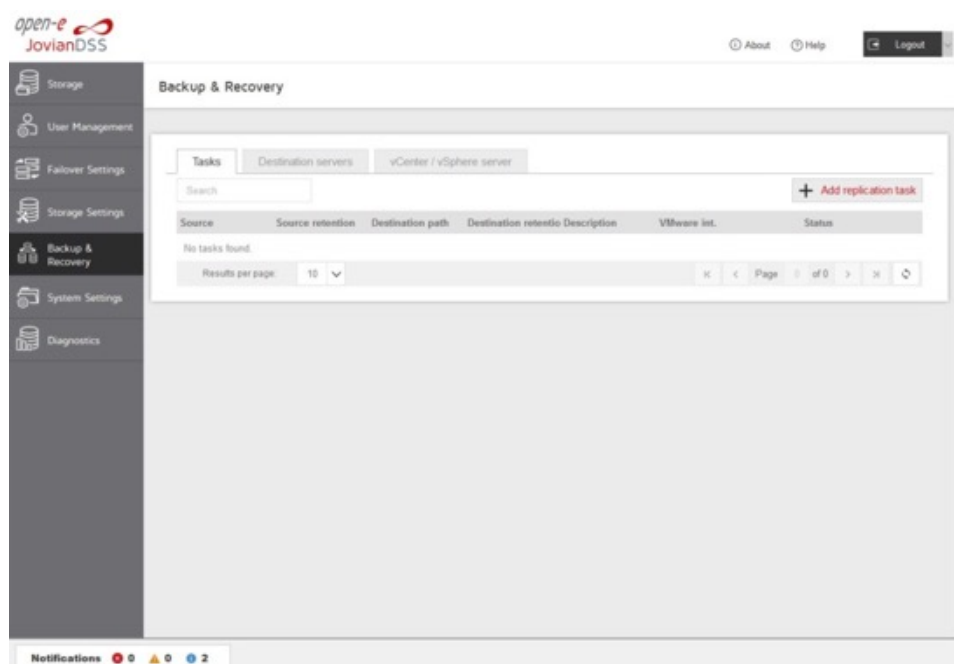 open-e
JovianDSS
About Help Logout
Storage
User Management
Failover Settings
Storage Settings
Backup &
Recovery
System Settings
Diagnostics
Backup & Recovery
Tasks Destination servers vCenter / vSphere server
Search
Add replication task
Source Source retention Destination path Destination retentio Description VMware int. Status
No tasks found.
Results per page: 10
Page 0 of 0
Notifications 0 0 2